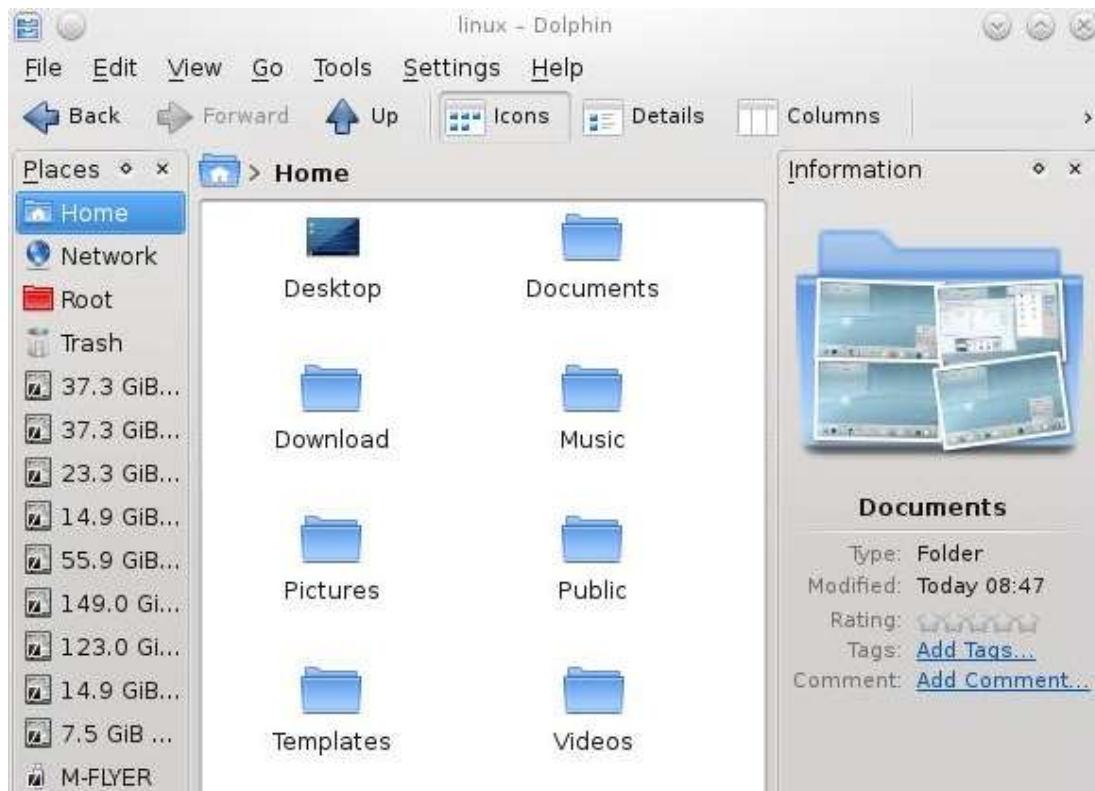 linux – Dolphin
File Edit View Go Tools Settings Help
Back Forward Up Icons Details Columns
Places
Home
Network
Root
Trash
37.3 GiB...
37.3 GiB...
23.3 GiB...
14.9 GiB...
55.9 GiB...
149.0 Gi...
123.0 Gi...
14.9 GiB...
7.5 GiB ...
M-FLYER
> Home
Desktop Documents
Download Music
Pictures Public
Templates Videos
Information
Documents
Type: Folder
Modified: Today 08:47
Rating:
Tags: Add Tags...
Comment: Add Comment...